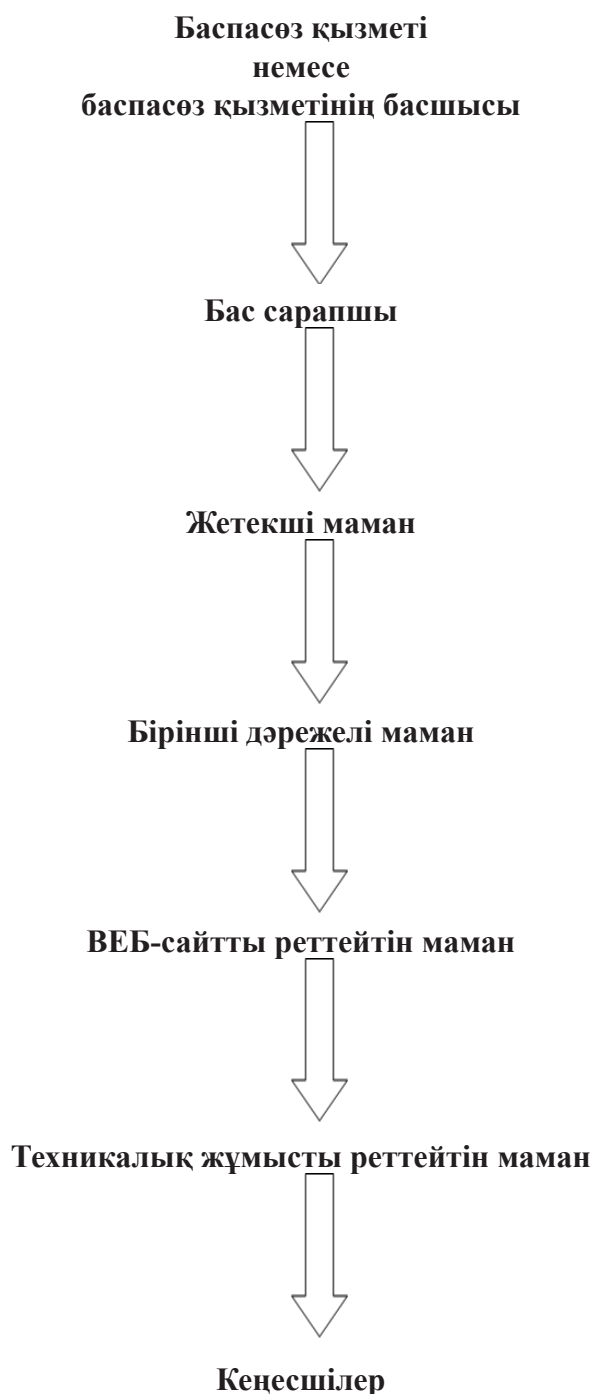 Баспасөз қызметі
немесе
баспасөз қызметінің басшысы
Бас сарапшы
Жетекші маман
Бірінші дәрежелі маман
ВЕБ-сайтты реттейтін маман
Техникалық жұмысты реттейтін маман
Кеңесшілер